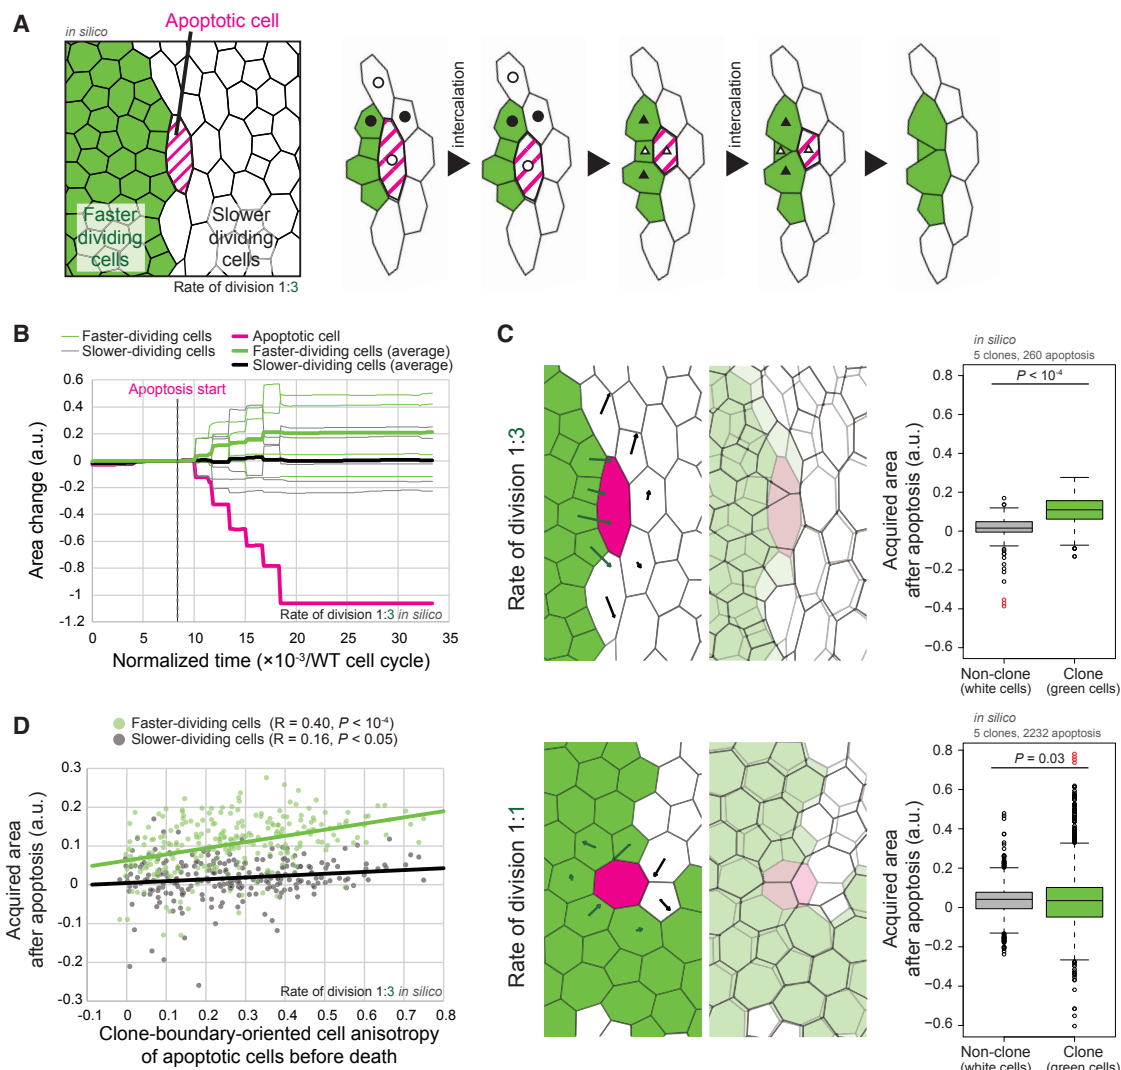 A
Apoptotic cell
in silico
Faster
dividing
cells
Slower
dividing
cells
Rate of division 1:3
intercalation
intercalation
B
Faster-dividing cells
Slower-dividing cells
Apoptotic cell
Faster-dividing cells (average)
Slower-dividing cells (average)
Apoptosis start
Area change (a.u.)
0.6
0.4
0.2
0
-0.2
-0.4
-0.6
-0.8
-1
-1.2
Rate of division 1:3 in silico
0 5 10 15 20 25 30 35
Normalized time (×10-3/WT cell cycle)
C
Rate of division 1:3
in silico
5 clones, 260 apoptosis
P < 10-4
Acquired area
after apoptosis (a.u.)
0.8
0.6
0.4
0.2
0
−0.2
−0.4
−0.6
Non-clone
(white cells)
Clone
(green cells)
Rate of division 1:1
in silico
5 clones, 2232 apoptosis
P = 0.03
Acquired area
after apoptosis (a.u.)
0.8
0.6
0.4
0.2
0
−0.2
−0.4
−0.6
Non-clone
(white cells)
Clone
(green cells)
D
Faster-dividing cells (R = 0.40, P < 10-4)
Slower-dividing cells (R = 0.16, P < 0.05)
Acquired area
after apoptosis (a.u.)
0.3
0.2
0.1
0
-0.1
-0.2
-0.3
Rate of division 1:3 in silico
-0.1 0 0.1 0.2 0.3 0.4 0.5 0.6 0.7 0.8
Clone-boundary-oriented cell anisotropy
of apoptotic cells before death